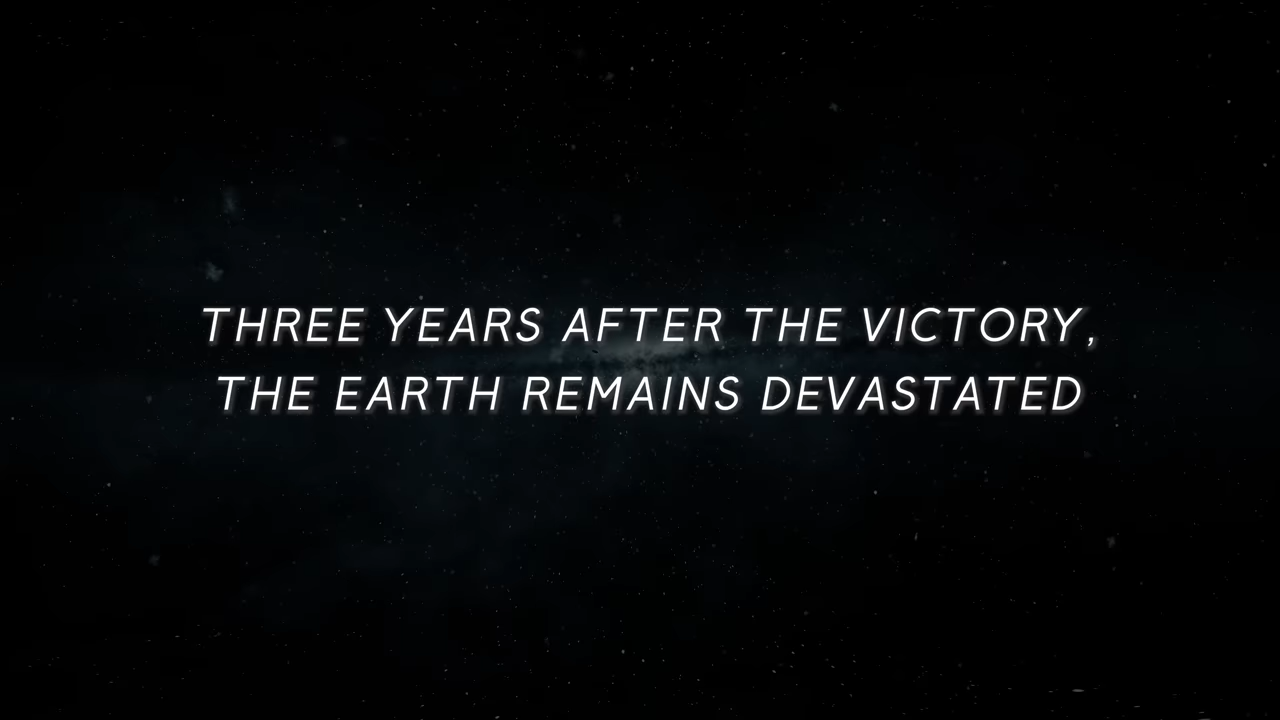 THREE YEARS AFTER THE VICTORY,
THE EARTH REMAINS DEVASTATED